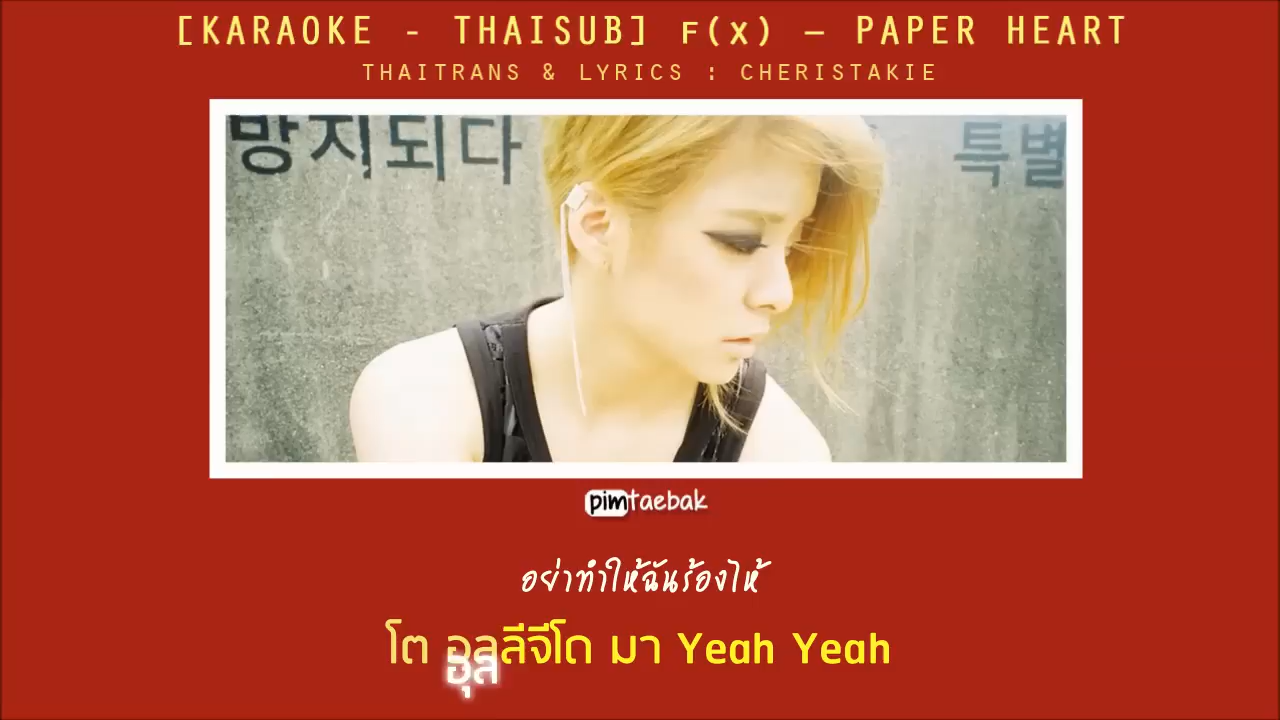 [KARAOKE - THAISUB] F(X) – PAPER HEART
THAITRANS & LYRICS : CHERISTAKIE
망지되다 특별
pimtaebak
อย่าทำให้ฉันร้องไห้
โต อุลลีจีโด มา Yeah Yeah